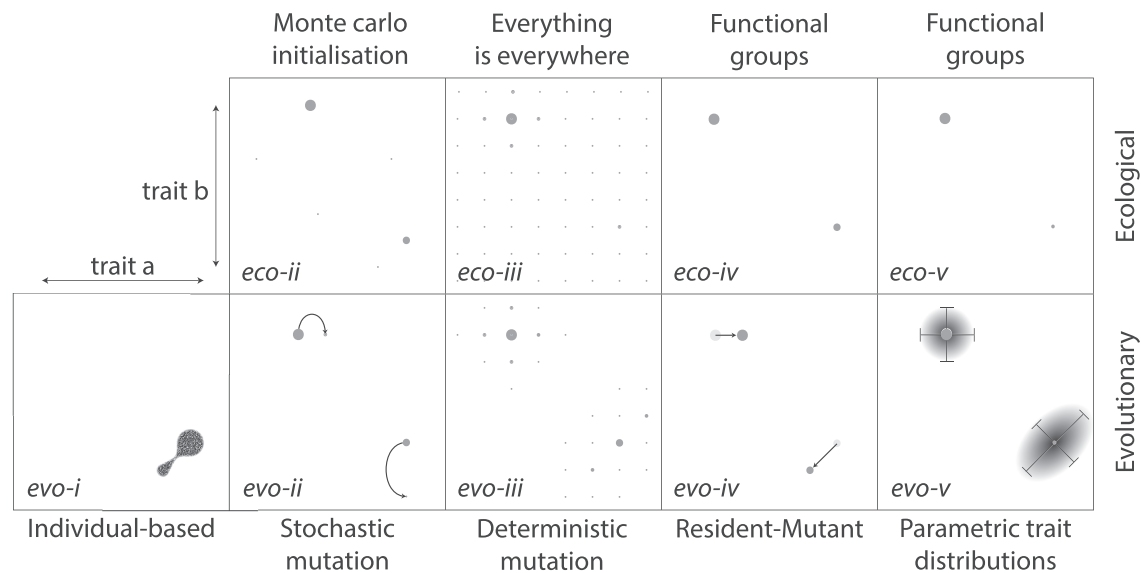 Monte carlo
initialisation
Everything
is everywhere
Functional
groups
Functional
groups
trait b
trait a
eco-ii
eco-iii
eco-iv
eco-v
Ecological
evo-i
evo-ii
evo-iii
evo-iv
evo-v
Evolutionary
Individual-based
Stochastic
mutation
Deterministic
mutation
Resident-Mutant
Parametric trait
distributions